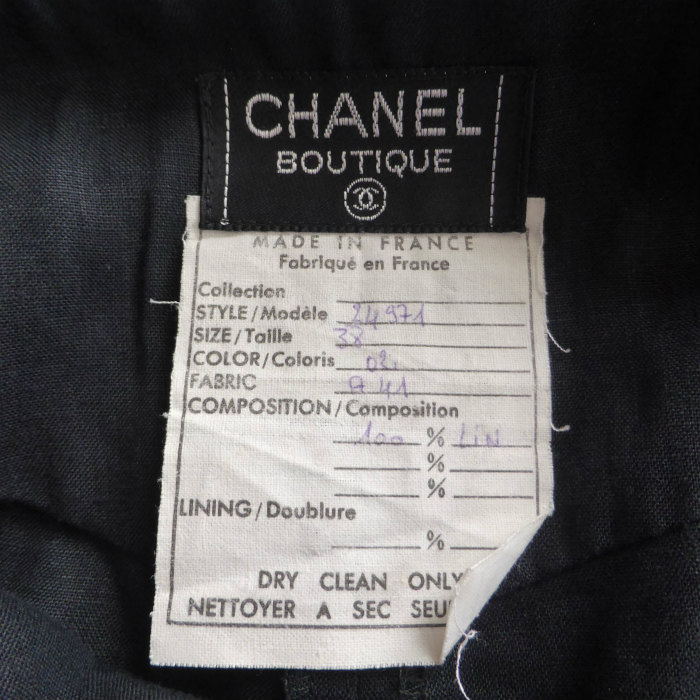 CHANEL
BOUTIQUE
MADE IN FRANCE
Fabriqué en France
Collection
STYLE/Modèle 24971
SIZE/Taille 38
COLOR/Coloris 02.
FABRIC A 41
COMPOSITION/Composition
100 % LIN
%
%
LINING/Doublure
%
DRY CLEAN ONLY
NETTOYER A SEC SEU